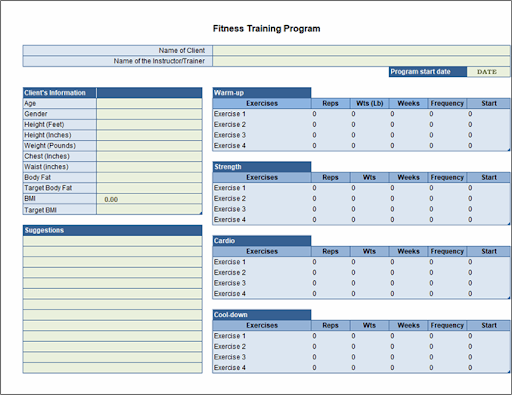 Fitness Training Program
Name of Client
Name of the Instructor/Trainer
Program start date DATE
Client's Information
Age
Gender
Height (Feet)
Height (Inches)
Weight (Pounds)
Chest (Inches)
Waist (Inches)
Body Fat
Target Body Fat
BMI 0.00
Target BMI
Suggestions
Warm-up
Exercises Reps Wts (Lb) Weeks Frequency Start
Exercise 1 0 0 0 0 0
Exercise 2 0 0 0 0 0
Exercise 3 0 0 0 0 0
Exercise 4 0 0 0 0 0
Strength
Exercises Reps Wts Weeks Frequency Start
Exercise 1 0 0 0 0 0
Exercise 2 0 0 0 0 0
Exercise 3 0 0 0 0 0
Exercise 4 0 0 0 0 0
Cardio
Exercises Reps Wts Weeks Frequency Start
Exercise 1 0 0 0 0 0
Exercise 2 0 0 0 0 0
Exercise 3 0 0 0 0 0
Exercise 4 0 0 0 0 0
Cool-down
Exercises Reps Wts Weeks Frequency Start
Exercise 1 0 0 0 0 0
Exercise 2 0 0 0 0 0
Exercise 3 0 0 0 0 0
Exercise 4 0 0 0 0 0